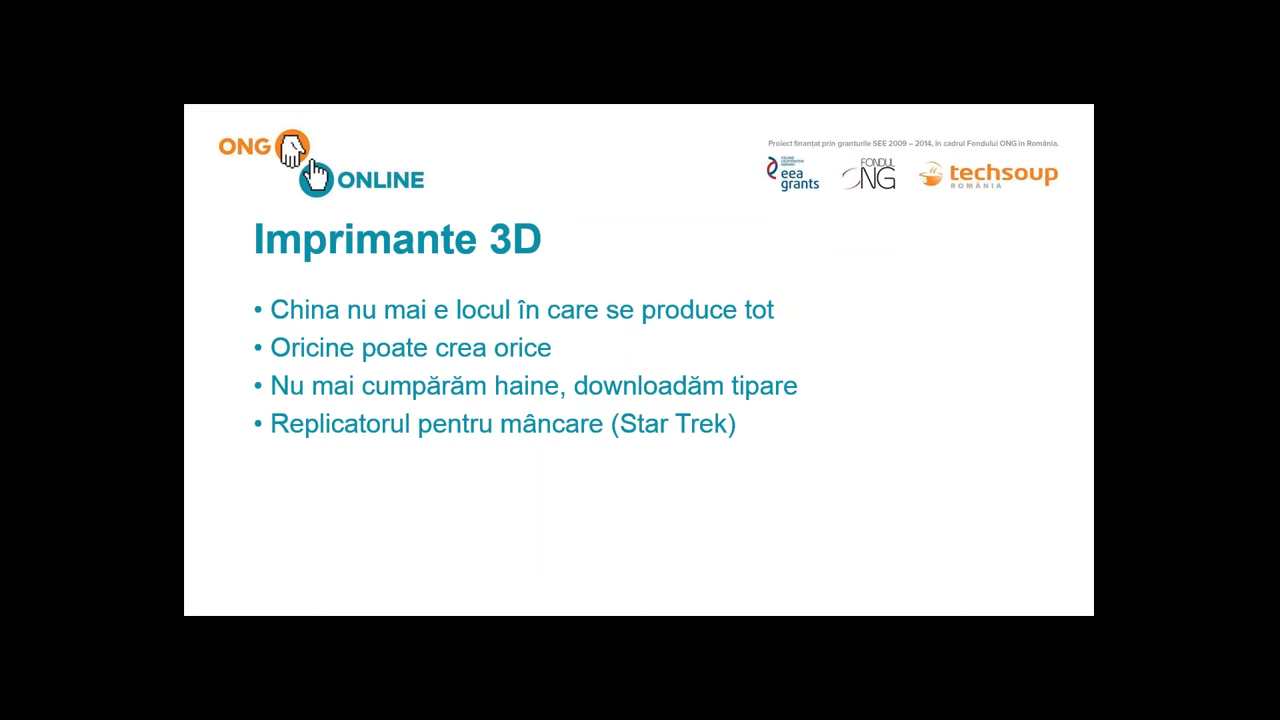 ONG
ONLINE
Proiect finanțat prin granturile SEE 2009 – 2014, în cadrul Fondului ONG în România.
eea
grants
FONDUL
ONG
techsoup
ROMÂNIA
Imprimante 3D
• China nu mai e locul în care se produce tot
• Oricine poate crea orice
• Nu mai cumpărăm haine, downloadăm tipare
• Replicatorul pentru mâncare (Star Trek)